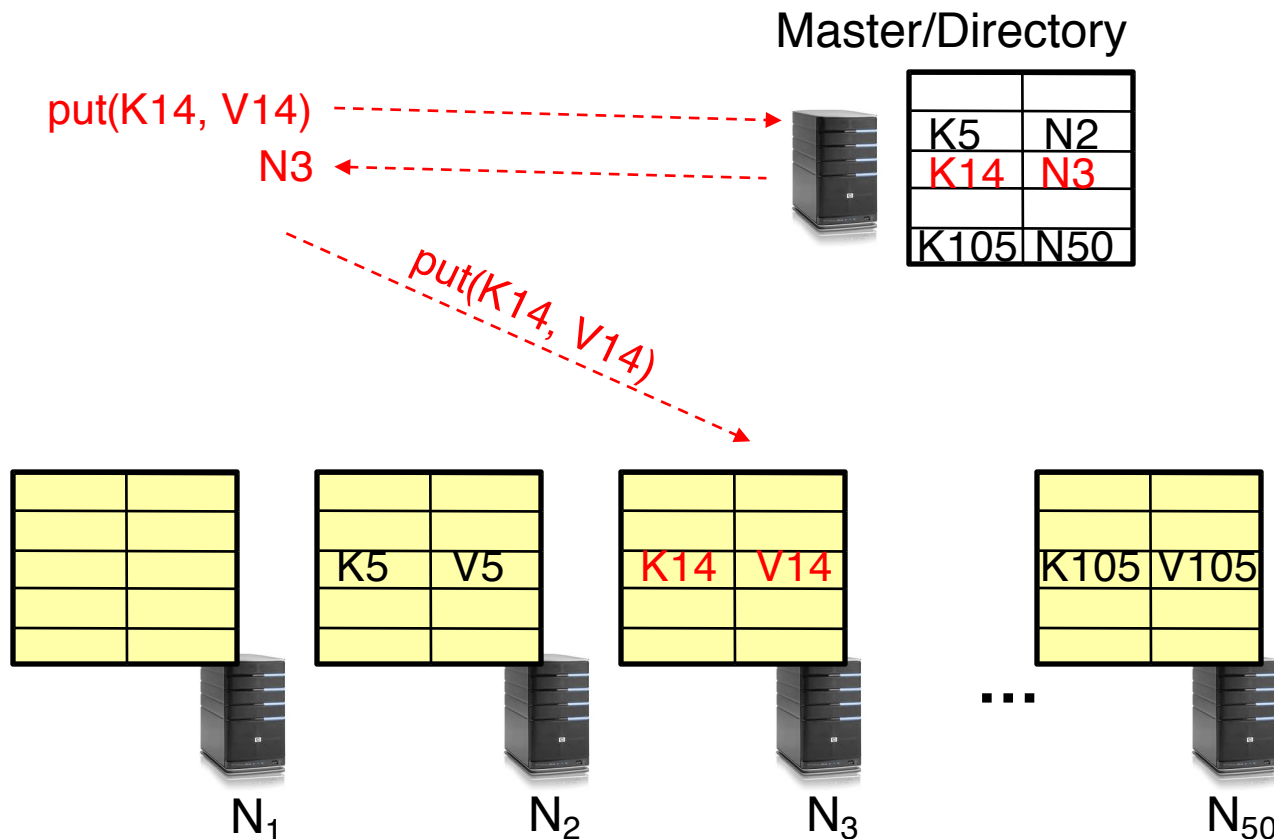 Master/Directory
put(K14, V14)
N3
K5 N2
K14 N3
K105 N50
put(K14, V14)
K5 V5
K14 V14
K105 V105
...
N1
N2
N3
N50